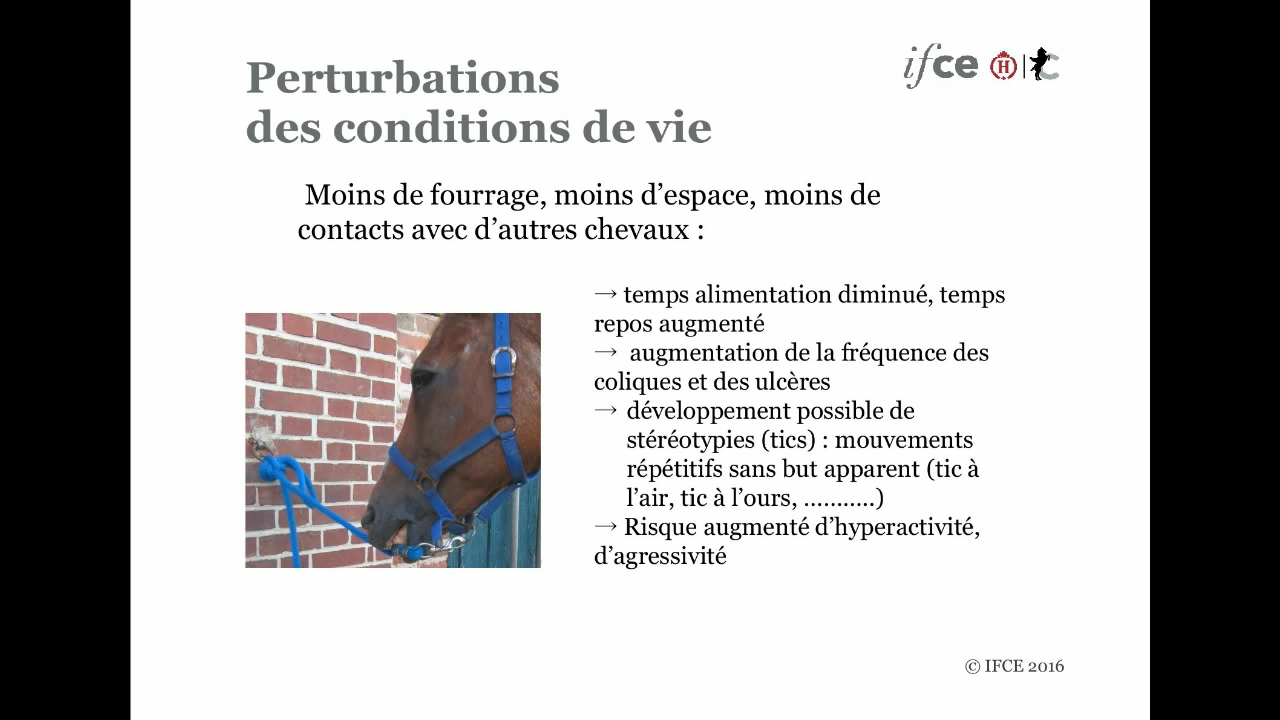 Perturbations
des conditions de vie
ifce
H
Moins de fourrage, moins d’espace, moins de
contacts avec d’autres chevaux :
→ temps alimentation diminué, temps
repos augmenté
→ augmentation de la fréquence des
coliques et des ulcères
→ développement possible de
stéréotypies (tics) : mouvements
répétitifs sans but apparent (tic à
l’air, tic à l’ours, ...........)
→ Risque augmenté d’hyperactivité,
d’agressivité
© IFCE 2016